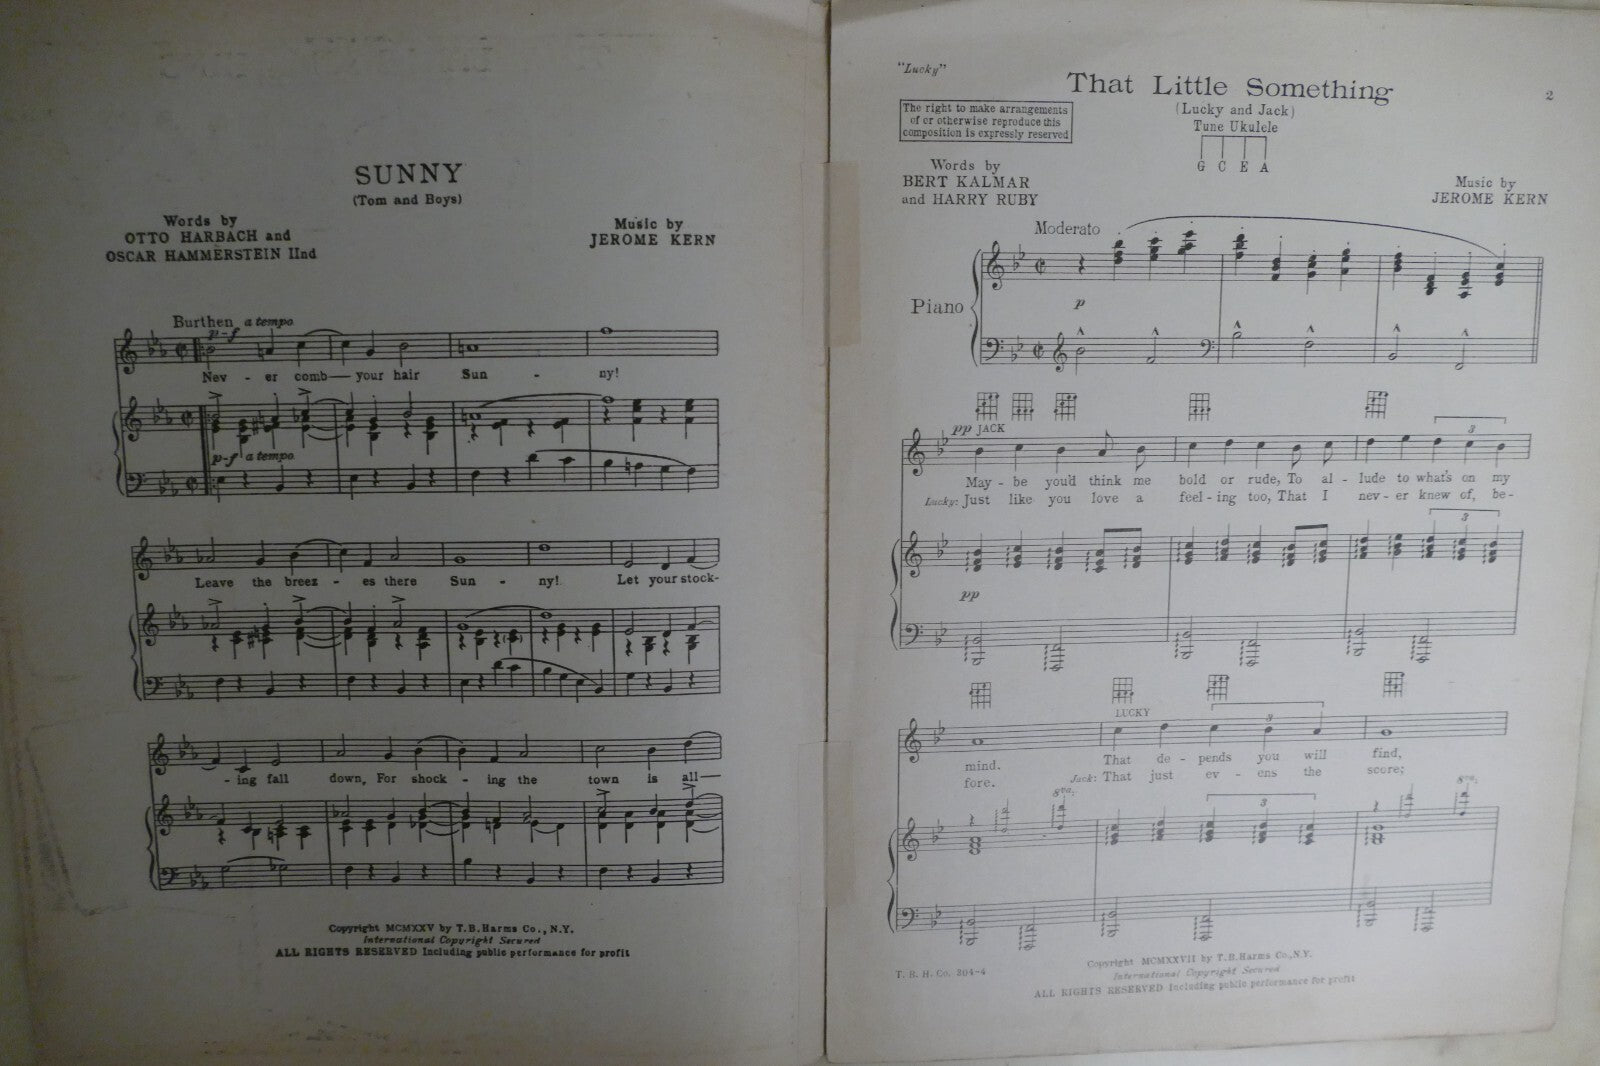 SUNNY
(Tom and Boys)
Words by
OTTO HARBACH and
OSCAR HAMMERSTEIN IInd
Music by
JEROME KERN
Burthen a tempo
p-f
Nev - er comb — your hair Sun - ny!
p-f a tempo
Leave the breez - es there Sun - ny! Let your stock-
- ing fall down, For shock - ing the town is all—
Copyright MCMXXV by T.B.Harms Co., N.Y.
International Copyright Secured
ALL RIGHTS RESERVED Including public performance for profit
"Lucky"
That Little Something
2
(Lucky and Jack)
The right to make arrangements
of or otherwise reproduce this
composition is expressly reserved
Tune Ukulele
G C E A
Words by
BERT KALMAR
and HARRY RUBY
Music by
JEROME KERN
Moderato
Piano
p
pp JACK
3
May - be you'd think me bold or rude, To al - lude to what's on my
Lucky: Just like you love a feel - ing too, That I nev - er knew of, be -
3
pp
LUCKY
3
mind. That de - pends you will find,
fore. Jack: That just ev - ens the score;
8va. 3 8va.
T. B. H. Co. 304-4
Copyright MCMXXVII by T.B.Harms Co., N.Y.
International Copyright Secured
ALL RIGHTS RESERVED Including public performance for profit